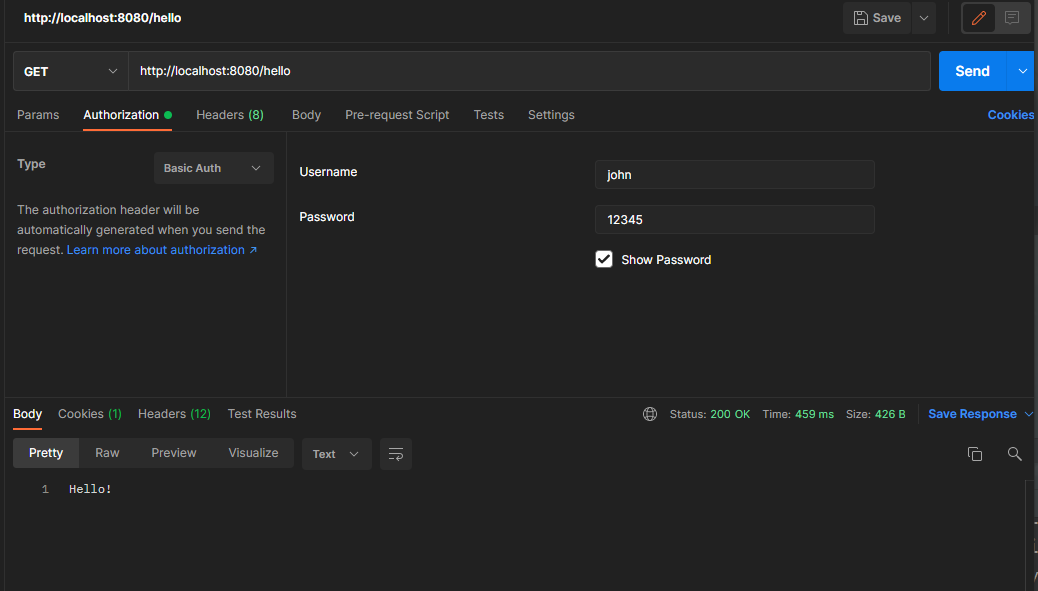 http://localhost:8080/hello
Save
GET
http://localhost:8080/hello
Send
Params
Authorization
Headers (8)
Body
Pre-request Script
Tests
Settings
Cookies
Type
Basic Auth
The authorization header will be
automatically generated when you send the
request. Learn more about authorization ↗
Username
john
Password
12345
Show Password
Body
Cookies (1)
Headers (12)
Test Results
Status: 200 OK
Time: 459 ms
Size: 426 B
Save Response
Pretty
Raw
Preview
Visualize
Text
1 Hello!